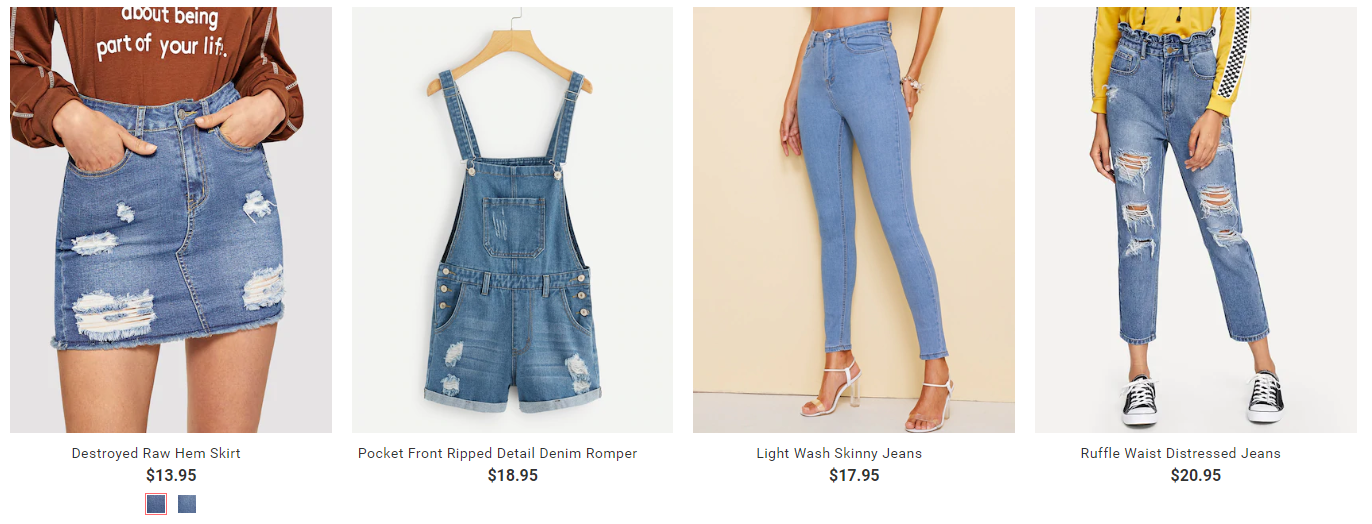 about being
part of your life.
Destroyed Raw Hem Skirt
$13.95
Pocket Front Ripped Detail Denim Romper
$18.95
Light Wash Skinny Jeans
$17.95
Ruffle Waist Distressed Jeans
$20.95